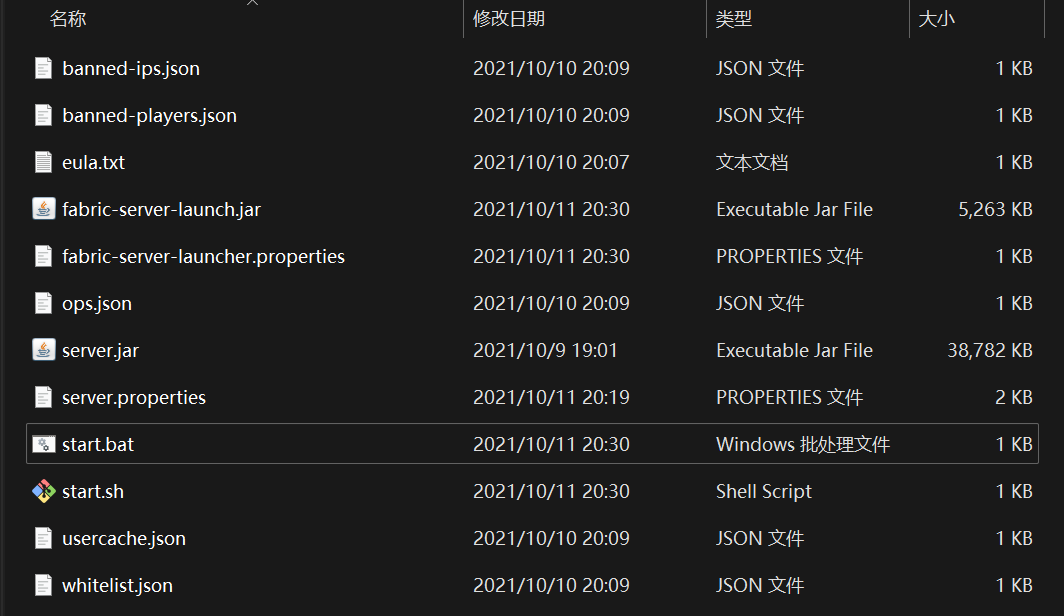 名称 修改日期 类型 大小
banned-ips.json 2021/10/10 20:09 JSON 文件 1 KB
banned-players.json 2021/10/10 20:09 JSON 文件 1 KB
eula.txt 2021/10/10 20:07 文本文档 1 KB
fabric-server-launch.jar 2021/10/11 20:30 Executable Jar File 5,263 KB
fabric-server-launcher.properties 2021/10/11 20:30 PROPERTIES 文件 1 KB
ops.json 2021/10/10 20:09 JSON 文件 1 KB
server.jar 2021/10/9 19:01 Executable Jar File 38,782 KB
server.properties 2021/10/11 20:19 PROPERTIES 文件 2 KB
start.bat 2021/10/11 20:30 Windows 批处理文件 1 KB
start.sh 2021/10/11 20:30 Shell Script 1 KB
usercache.json 2021/10/10 20:09 JSON 文件 1 KB
whitelist.json 2021/10/10 20:09 JSON 文件 1 KB